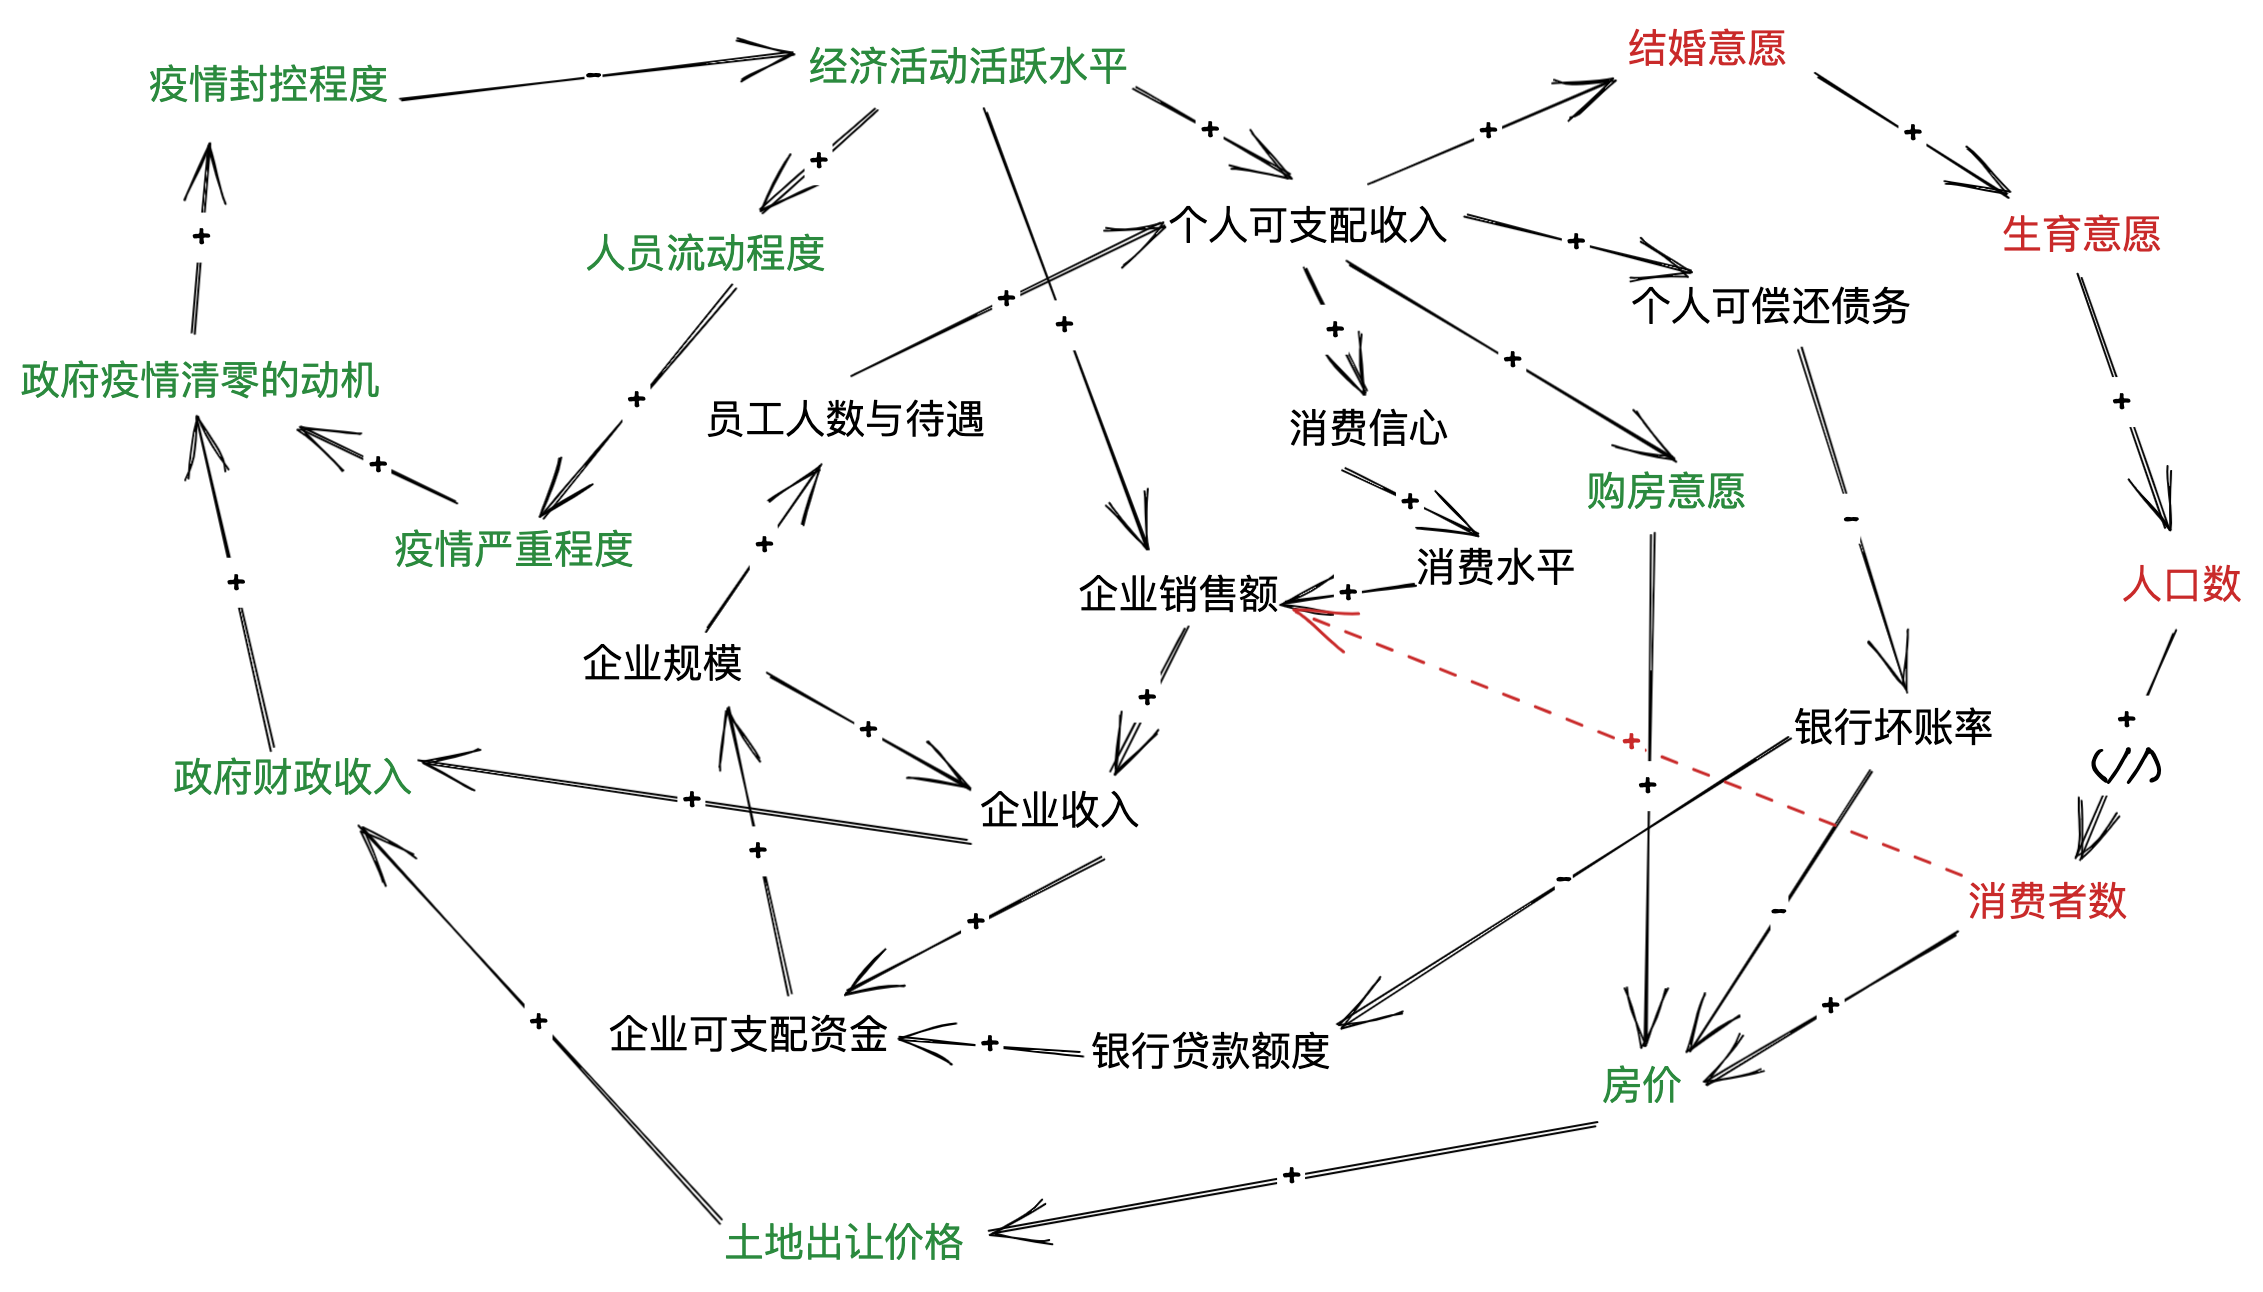 结婚意愿
疫情封控程度
经济活动活跃水平
个人可支配收入
生育意愿
人员流动程度
个人可偿还债务
政府疫情清零的动机
员工人数与待遇
消费信心
购房意愿
疫情严重程度
消费水平
人口数
企业销售额
企业规模
银行坏账率
政府财政收入
企业收入
消费者数
企业可支配资金
银行贷款额度
房价
土地出让价格